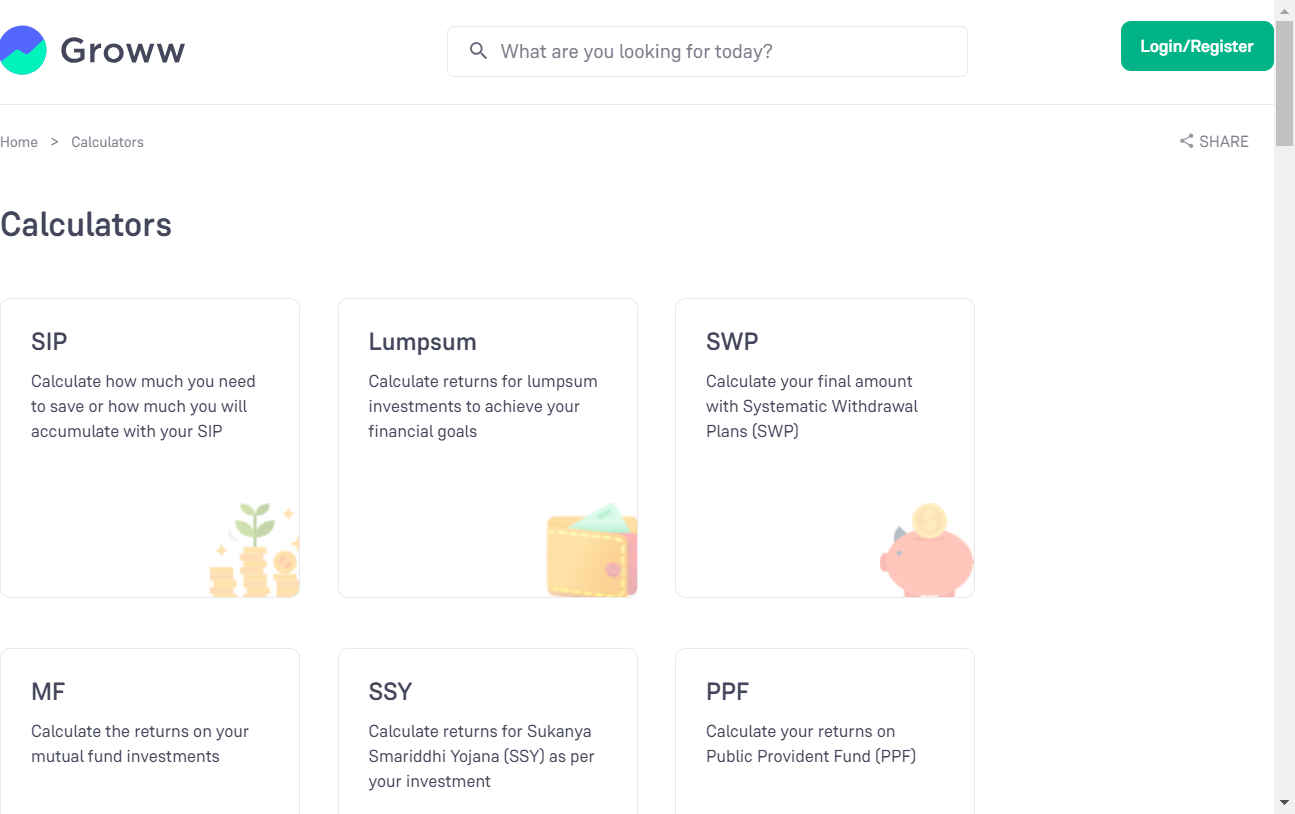 Groww
What are you looking for today?
Login/Register
Home > Calculators
SHARE
Calculators
SIP
Calculate how much you need
to save or how much you will
accumulate with your SIP
Lumpsum
Calculate returns for lumpsum
investments to achieve your
financial goals
SWP
Calculate your final amount
with Systematic Withdrawal
Plans (SWP)
MF
Calculate the returns on your
mutual fund investments
SSY
Calculate returns for Sukanya
Smariddhi Yojana (SSY) as per
your investment
PPF
Calculate your returns on
Public Provident Fund (PPF)